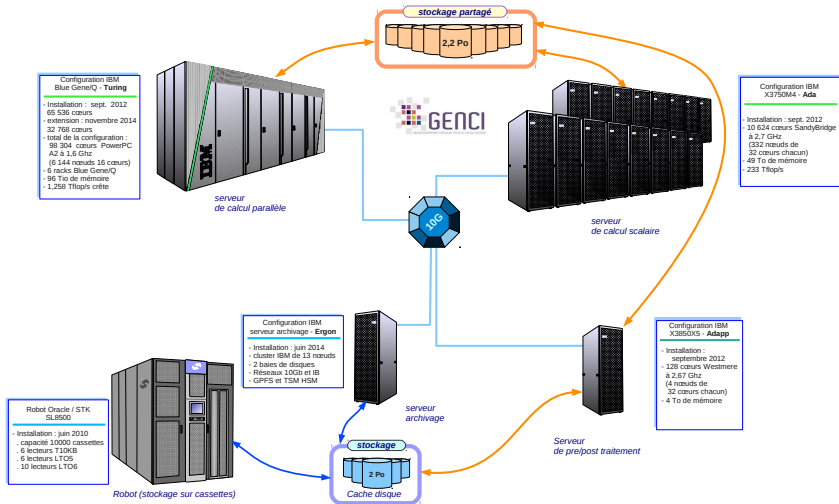 stockage partagé
2,2 Po
Configuration IBM
Blue Gene/Q - Turing
- Installation : sept. 2012
65 536 cœurs
- extension : novembre 2014
32 768 cœurs
- total de la configuration :
98 304 cœurs PowerPC
A2 à 1,6 Ghz
(6 144 nœuds 16 cœurs)
- 6 racks Blue Gene/Q
- 96 Tio de mémoire
- 1,258 Tflop/s crête
IBM
serveur
de calcul parallèle
GENCI
serveur
de calcul scalaire
Configuration IBM
X3750M4 - Ada
- Installation : sept. 2012
- 10 624 cœurs SandyBridge
à 2,7 GHz
(332 nœuds de
32 cœurs chacun)
- 49 To de mémoire
- 233 Tflop/s
10G
Configuration IBM
serveur archivage - Ergon
- Installation : juin 2014
- cluster IBM de 13 nœuds
- 2 baies de disques
- Réseaux 10Gb et IB
- GPFS et TSM HSM
serveur
archivage
Configuration IBM
X3850X5 - Adapp
- Installation :
septembre 2012
- 128 cœurs Westmere
à 2,67 Ghz
(4 nœuds de
32 cœurs chacun)
- 4 To de mémoire
Serveur
de pre/post traitement
Robot Oracle / STK
SL8500
- Installation : juin 2010
. capacité 10000 cassettes
. 6 lecteurs T10KB
. 6 lecteurs LTO5
. 10 lecteurs LTO6
Robot (stockage sur cassettes)
stockage
2 Po
Cache disque